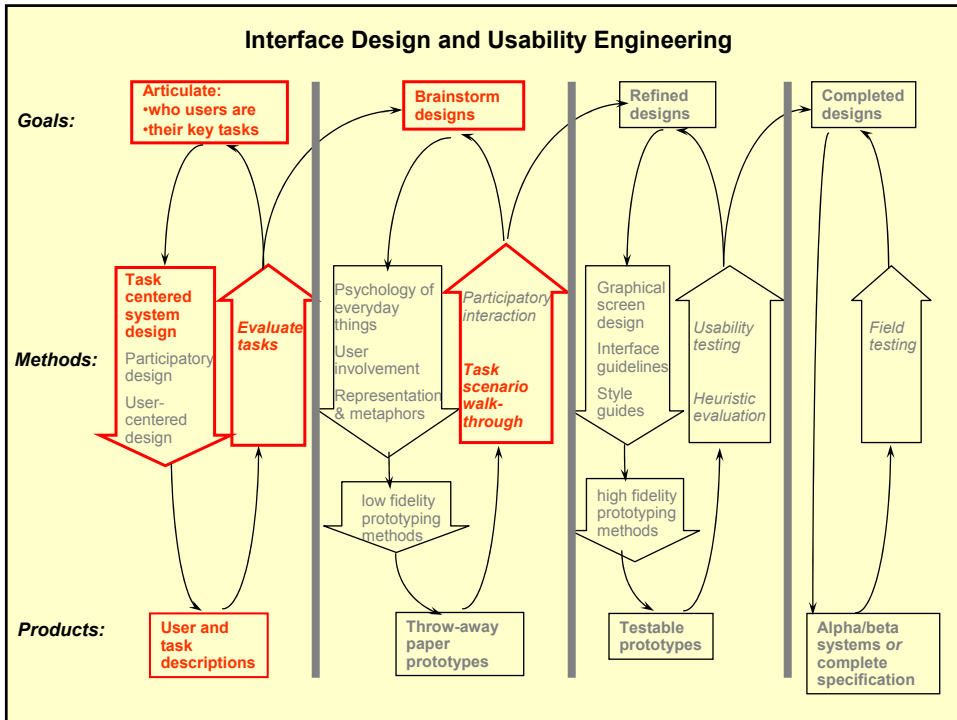 Interface Design and Usability Engineering
Goals:
Articulate:
•who users are
•their key tasks
Brainstorm
designs
Refined
designs
Completed
designs
Methods:
Task
centered
system
design
Participatory
design
User-
centered
design
Evaluate
tasks
Psychology of
everyday
things
User
involvement
Representation
& metaphors
low fidelity
prototyping
methods
Participatory
interaction
Task
scenario
walk-
through
Graphical
screen
design
Interface
guidelines
Style
guides
high fidelity
prototyping
methods
Usability
testing
Heuristic
evaluation
Field
testing
Products:
User and
task
descriptions
Throw-away
paper
prototypes
Testable
prototypes
Alpha/beta
systems or
complete
specification